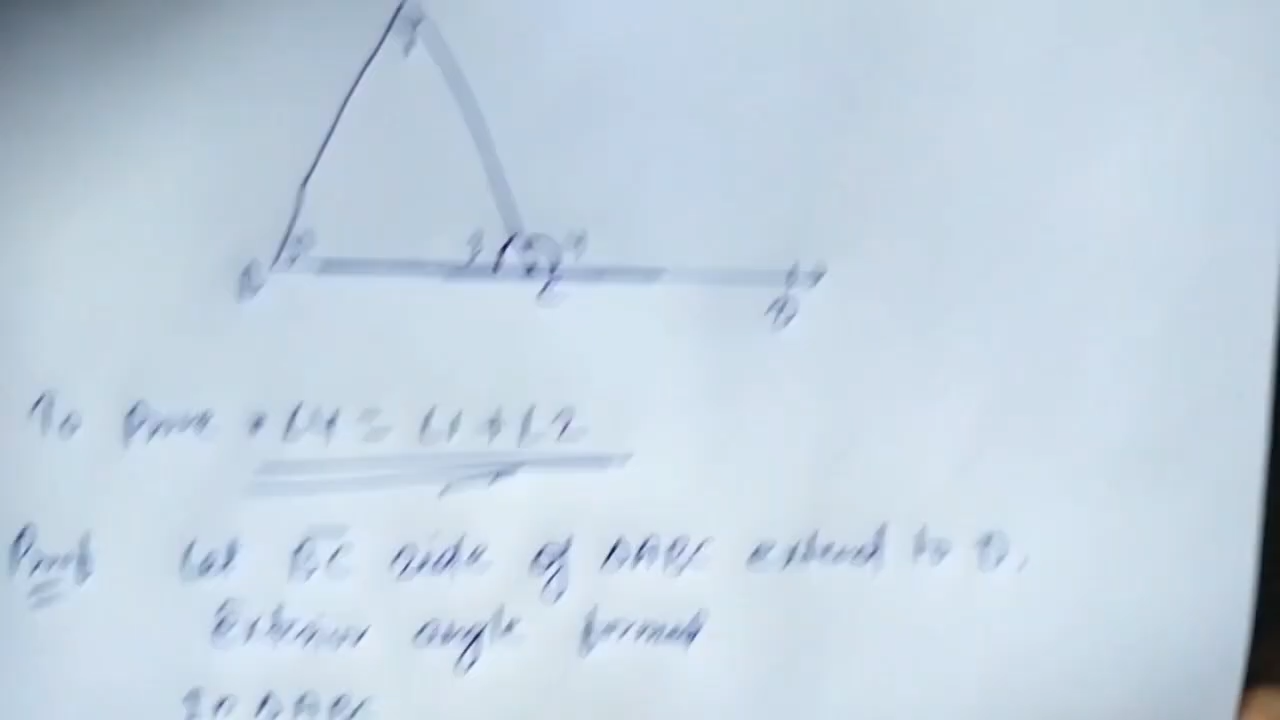 B
C
D
To Prove ∠4 = ∠1 + ∠2
Proof Let BC side of ΔABC extend to D.
Exterior angle formed
In ΔABC